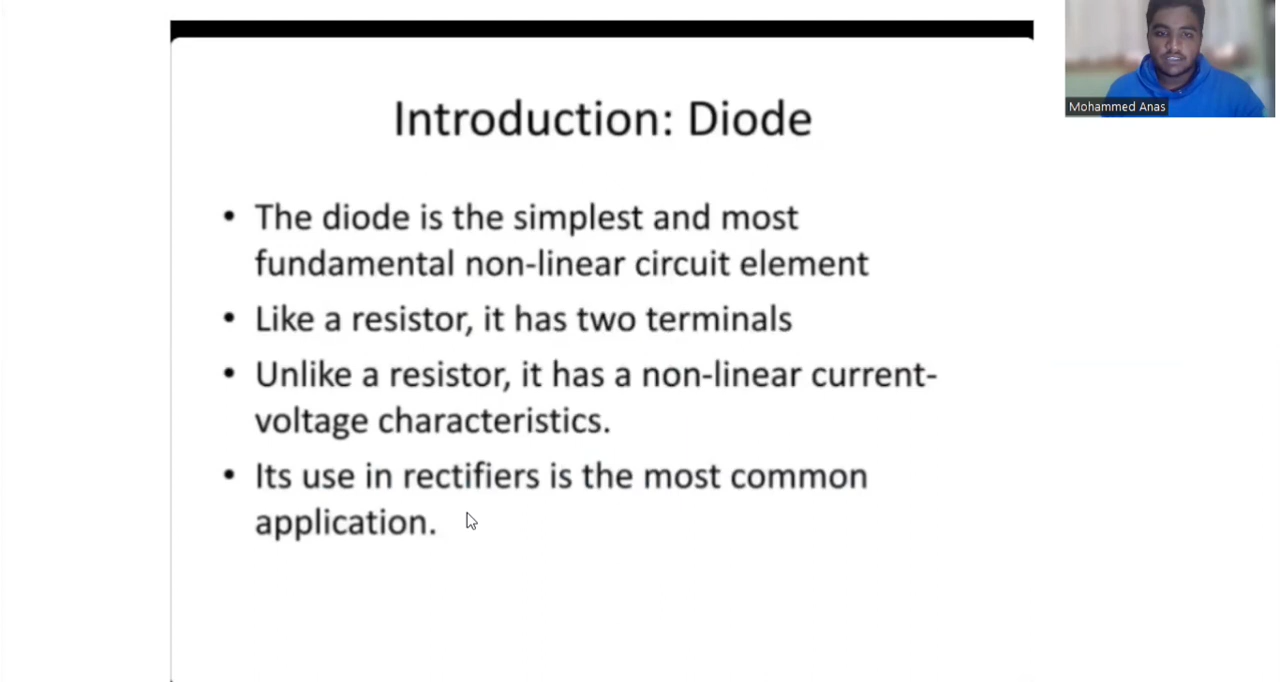 Mohammed Anas
Introduction: Diode
• The diode is the simplest and most
fundamental non-linear circuit element
• Like a resistor, it has two terminals
• Unlike a resistor, it has a non-linear current-
voltage characteristics.
• Its use in rectifiers is the most common
application.